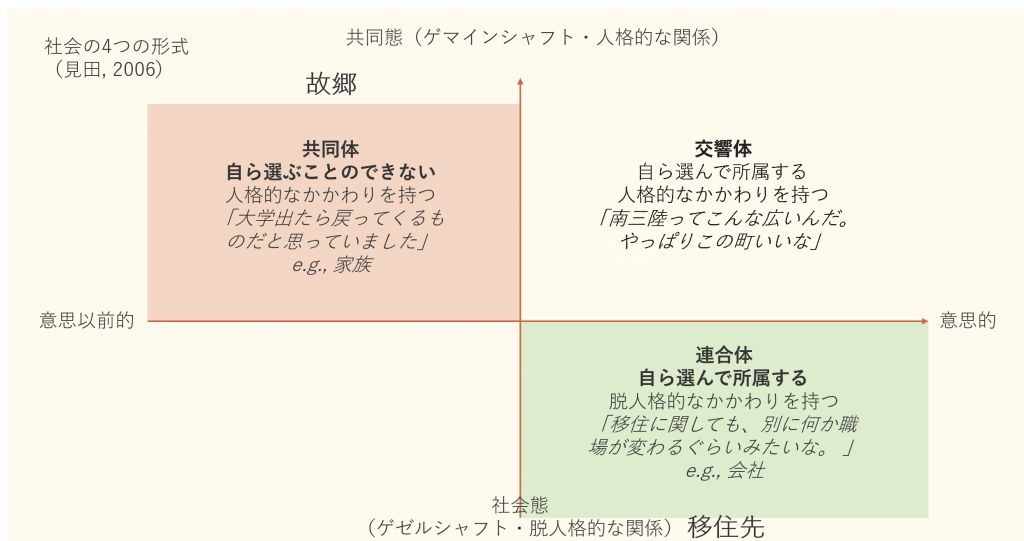 社会の4つの形式
（見田, 2006）
共同態（ゲマインシャフト・人格的な関係）
故郷
共同体
自ら選ぶことのできない
人格的なかかわりを持つ
「大学出たら戻ってくるも
のだと思っていました」
e.g., 家族
交響体
自ら選んで所属する
人格的なかかわりを持つ
「南三陸ってこんな広いんだ。
やっぱりこの町いいな」
意思以前的
意思的
連合体
自ら選んで所属する
脱人格的なかかわりを持つ
「移住に関しても、別に何か職
場が変わるぐらいみたいな。」
e.g., 会社
社会態
（ゲゼルシャフト・脱人格的な関係）
移住先